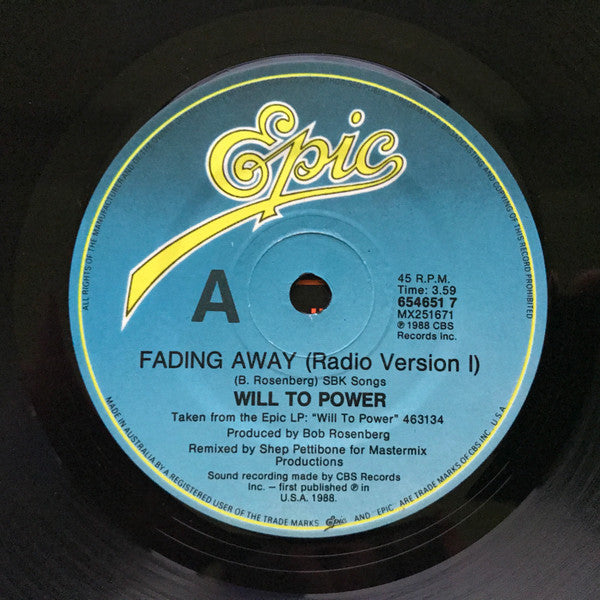 Epic
A
45 R.P.M.
Time: 3.59
654651 7
MX251671
℗ 1988 CBS
Records Inc.
FADING AWAY (Radio Version I)
(B. Rosenberg) SBK Songs
WILL TO POWER
Taken from the Epic LP: "Will To Power" 463134
Produced by Bob Rosenberg
Remixed by Shep Pettibone for Mastermix
Productions
Sound recording made by CBS Records
Inc. – first published ℗ in
U.S.A. 1988.
ALL RIGHTS OF THE MANUFACTURER
AND COPYING OF THIS RECORD PROHIBITED
MADE IN AUSTRALIA BY A REGISTERED USER OF THE TRADE MARKS Epic AND EPIC, ARE TRADE MARKS OF CBS INC. U.S.A